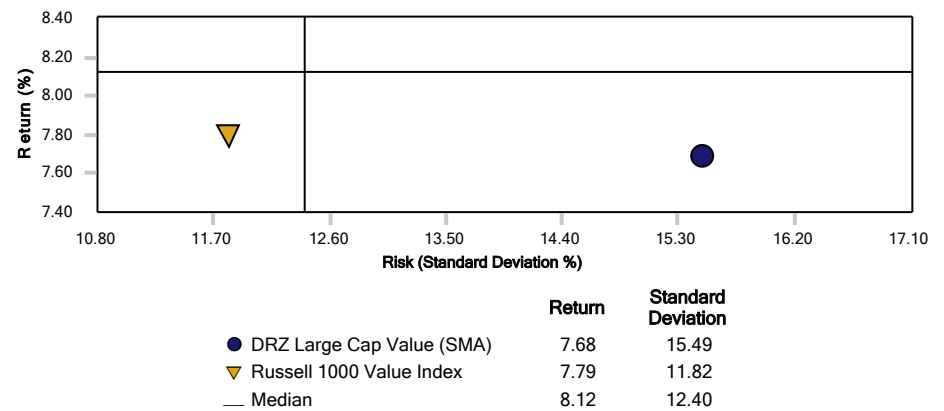 8.40
8.20
8.00
7.80
7.60
7.40
Return (%)
10.80 11.70 12.60 13.50 14.40 15.30 16.20 17.10
Risk (Standard Deviation %)
Return Standard Deviation
DRZ Large Cap Value (SMA) 7.68 15.49
Russell 1000 Value Index 7.79 11.82
Median 8.12 12.40